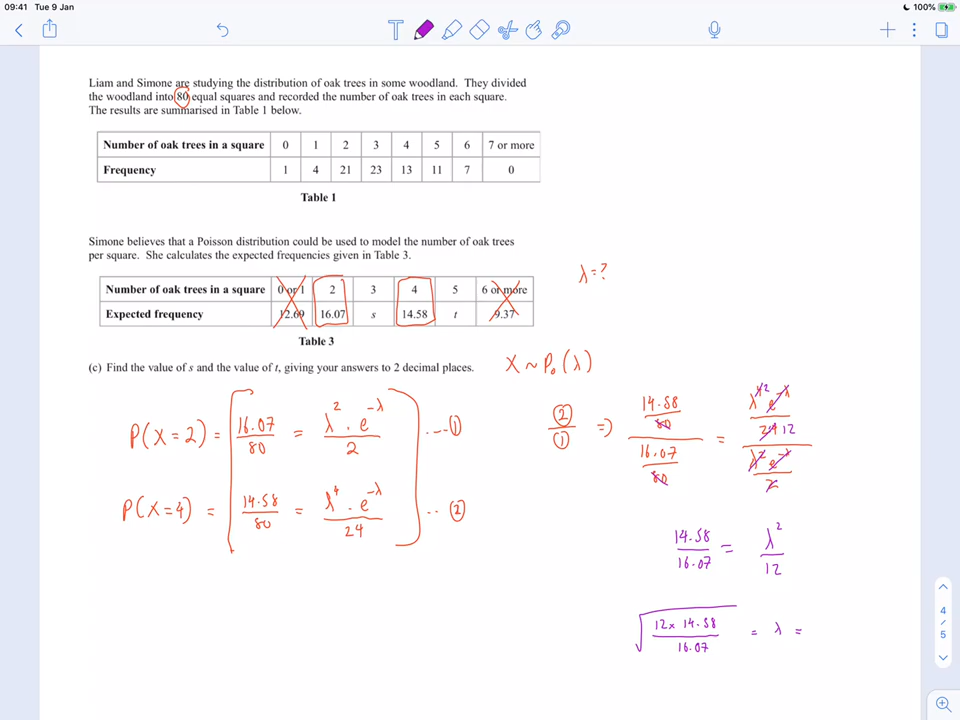 09:41 Tue 9 Jan
100%
T
Liam and Simone are studying the distribution of oak trees in some woodland. They divided
the woodland into 80 equal squares and recorded the number of oak trees in each square.
The results are summarised in Table 1 below.
Number of oak trees in a square 0 1 2 3 4 5 6 7 or more
Frequency 1 4 21 23 13 11 7 0
Table 1
Simone believes that a Poisson distribution could be used to model the number of oak trees
per square. She calculates the expected frequencies given in Table 3.
λ = ?
Number of oak trees in a square 0 or 1 2 3 4 5 6 or more
Expected frequency 12.69 16.07 s 14.58 t 9.37
Table 3
(c) Find the value of s and the value of t, giving your answers to 2 decimal places.
X ~ Po(λ)
P(X=2) = 16.07/80 = λ^2 . e^-λ / 2 ---①
②/① => (14.58/80)/(16.07/80) = (λ^4 2 e^-λ / 24 12)/(λ^2 e^-λ / 2)
P(X=4) = 14.58/80 = λ^4 . e^-λ / 24 .. ②
14.58/16.07 = λ^2/12
√(12 x 14.58 / 16.07) = λ =
4
/
5